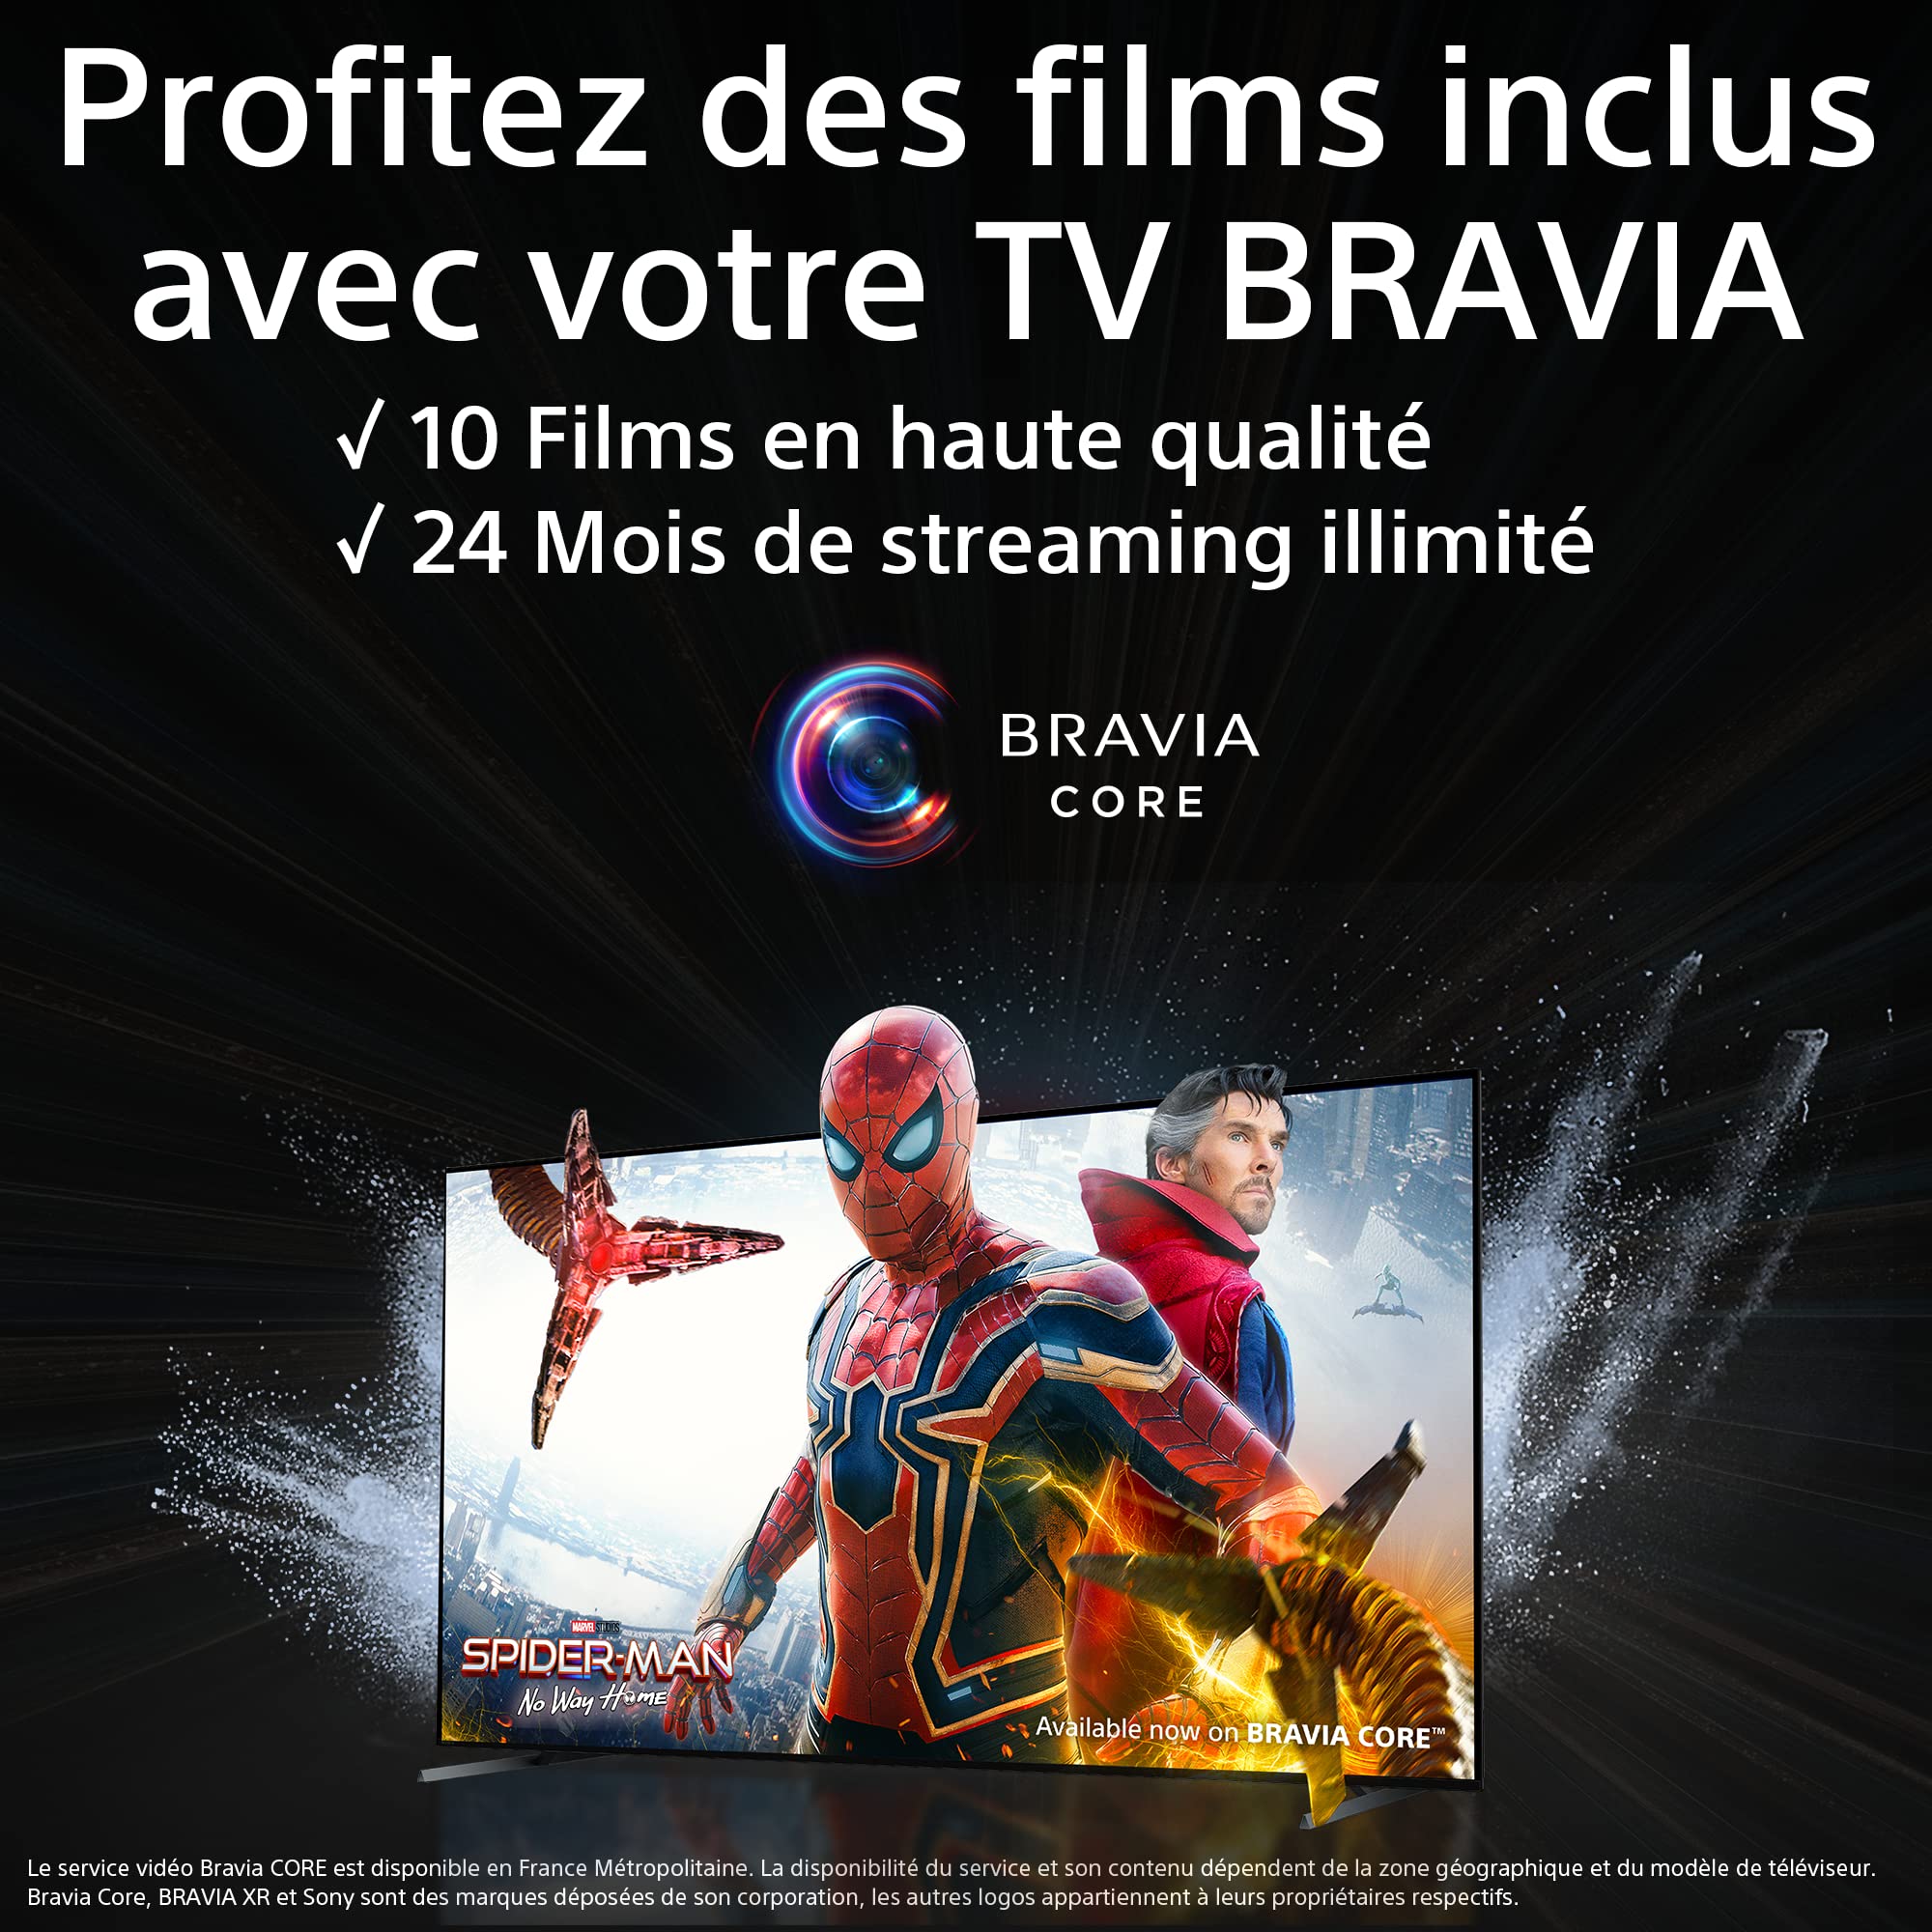 Profitez des films inclus
avec votre TV BRAVIA
√ 10 Films en haute qualité
√ 24 Mois de streaming illimité
BRAVIA
CORE
MARVEL STUDIOS
SPIDER-MAN
No Way Home
Available now on BRAVIA CORE™
Le service vidéo Bravia CORE est disponible en France Métropolitaine. La disponibilité du service et son contenu dépendent de la zone géographique et du modèle de téléviseur.
Bravia Core, BRAVIA XR et Sony sont des marques déposées de son corporation, les autres logos appartiennent à leurs propriétaires respectifs.